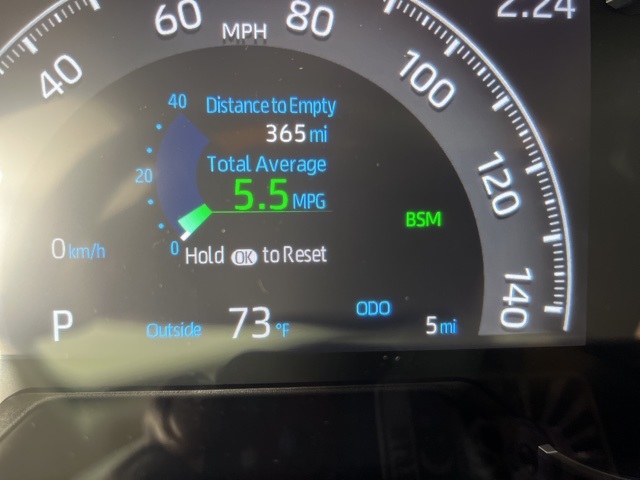 2:24
60
MPH
80
40
100
120
140
40
20
0
Distance to Empty
365 mi
Total Average
5.5 MPG
Hold OK to Reset
BSM
0 km/h
P
Outside 73 °F
ODO
5 mi